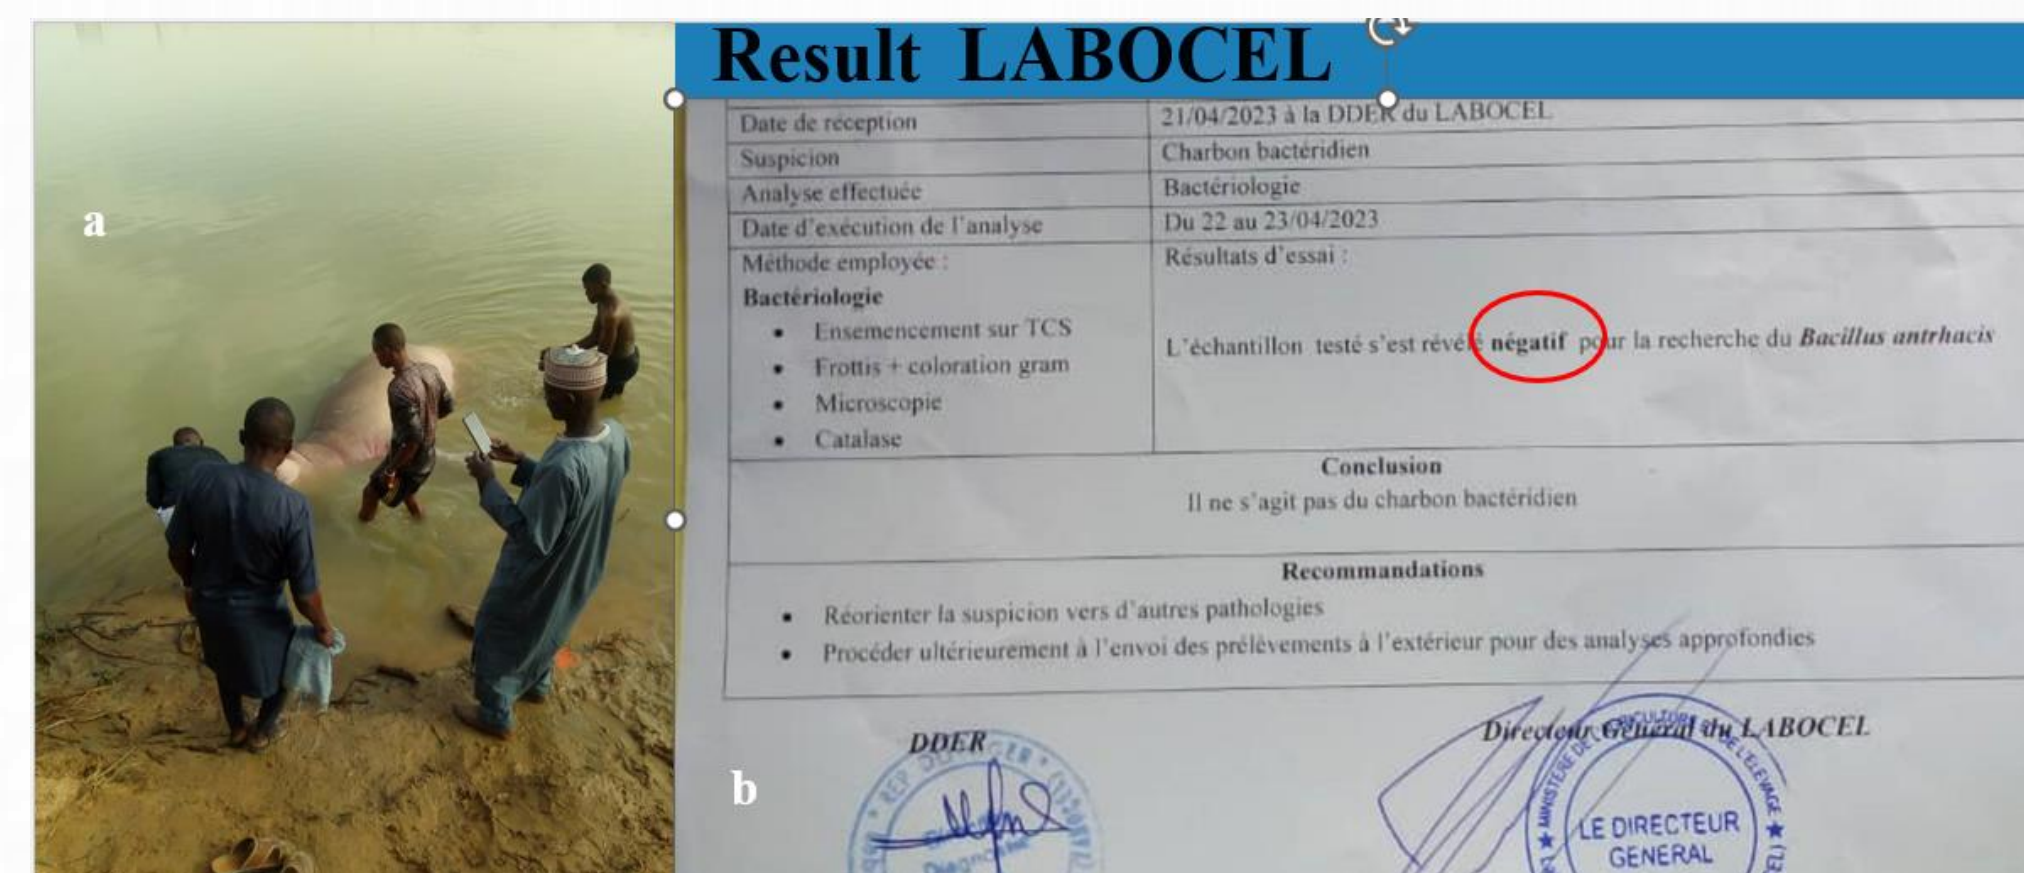 Result LABOCEL
a
Date de réception
21/04/2023 à la DDER du LABOCEL
Suspicion
Charbon bactéridien
Analyse effectuée
Bactériologie
Date d'exécution de l'analyse
Du 22 au 23/04/2023
Méthode employée :
Résultats d'essai :
Bactériologie
• Ensemencement sur TCS
• Frottis + coloration gram
• Microscopie
• Catalase
L'échantillon testé s'est révélé négatif pour la recherche du Bacillus antrhacis
Conclusion
Il ne s'agit pas du charbon bactéridien
Recommandations
• Réorienter la suspicion vers d'autres pathologies
• Procéder ultérieurement à l'envoi des prélèvements à l'extérieur pour des analyses approfondies
DDER
Directeur Général du LABOCEL
b
LE DIRECTEUR
GENERAL